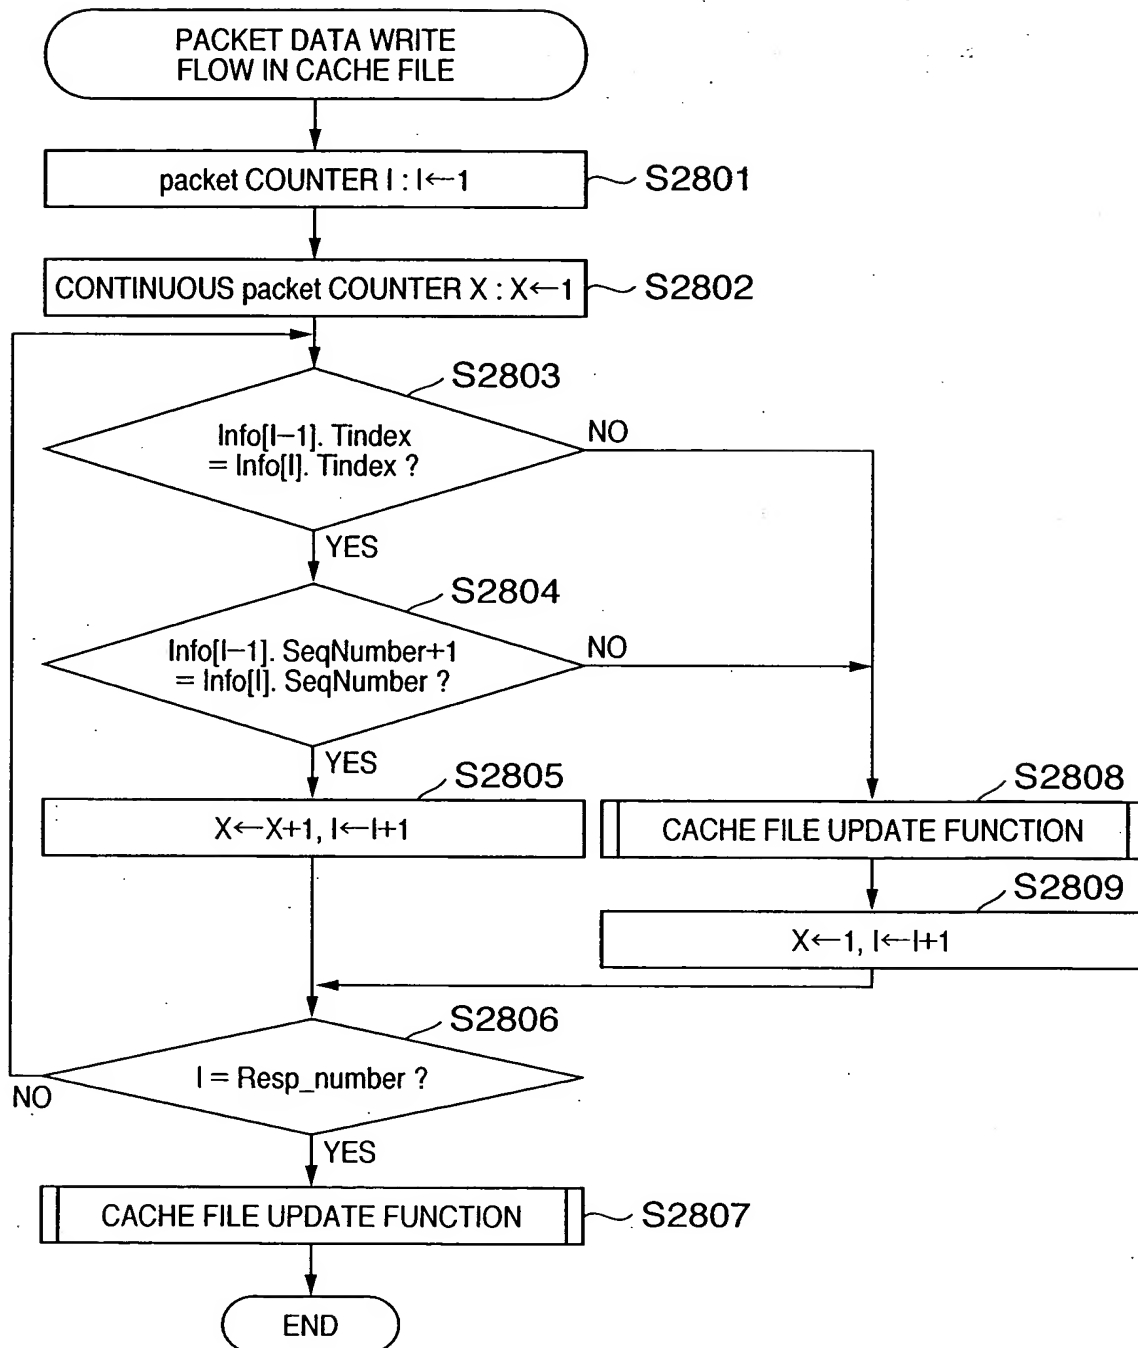 PACKET DATA WRITE
FLOW IN CACHE FILE
packet COUNTER I : I←1
S2801
CONTINUOUS packet COUNTER X : X←1
S2802
S2803
Info[I–1]. Tindex
= Info[I]. Tindex ?
NO
YES
S2804
Info[I–1]. SeqNumber+1
= Info[I]. SeqNumber ?
NO
YES
S2805
X←X+1, I←I+1
S2808
CACHE FILE UPDATE FUNCTION
S2809
X←1, I←I+1
S2806
I = Resp_number ?
NO
YES
CACHE FILE UPDATE FUNCTION
S2807
END